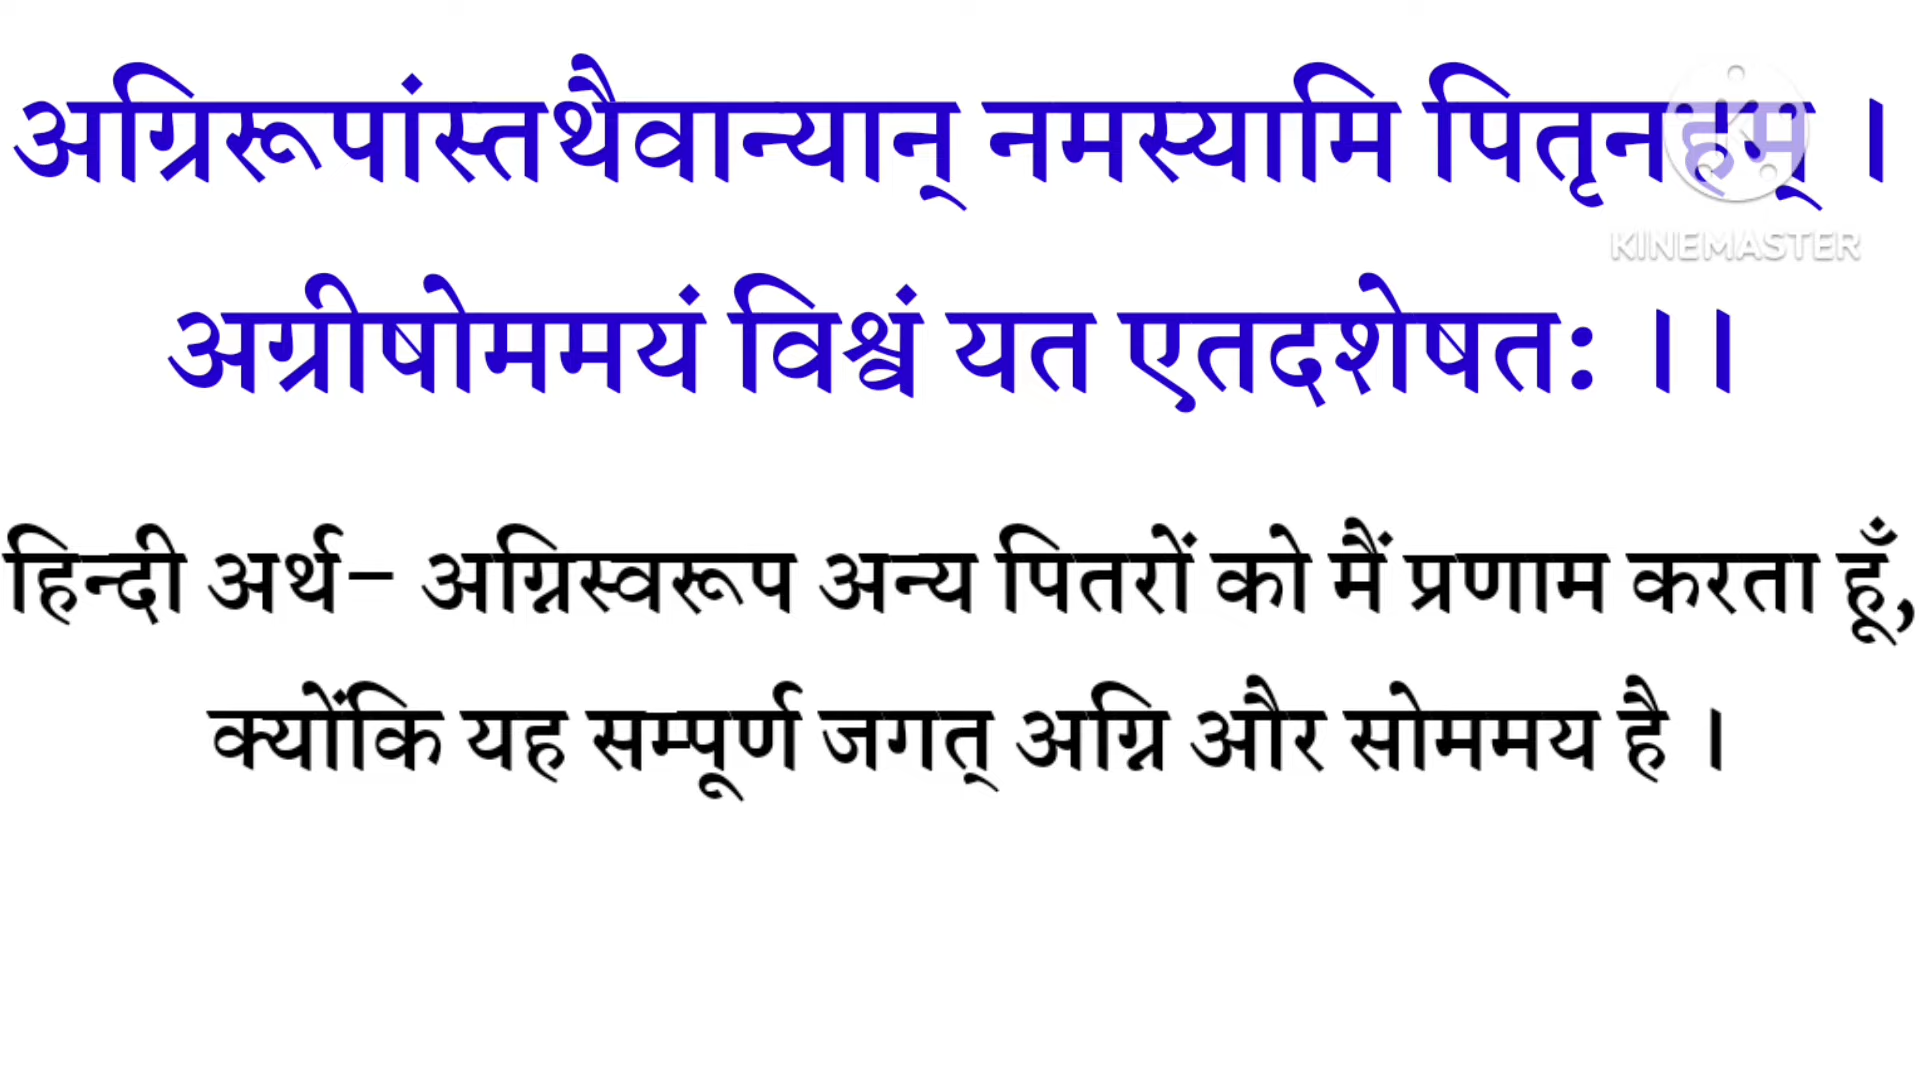 अग्रिरूपांस्तथैवान्यान् नमस्यामि पितृनहम् ।
KINEMASTER
अग्रीषोममयं विश्वं यत एतदशेषतः ।।
हिन्दी अर्थ- अग्निस्वरूप अन्य पितरों को मैं प्रणाम करता हूँ,
क्योंकि यह सम्पूर्ण जगत् अग्नि और सोममय है ।